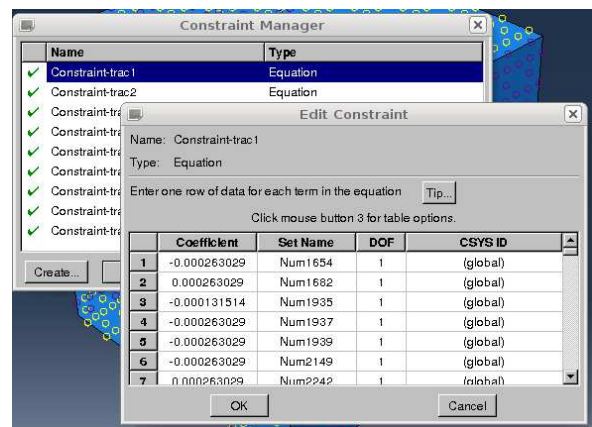 Constraint Manager
Name Type
Constraint-trac1 Equation
Constraint-trac2 Equation
Constraint-tra
Constraint-tra
Constraint-tra
Constraint-tra
Constraint-tra
Constraint-tra
Constraint-tra
Create...
Edit Constraint
Name: Constraint-trac1
Type: Equation
Enter one row of data for each term in the equation Tip...
Click mouse button 3 for table options.
Coefficient Set Name DOF CSYS ID
1 -0.000263029 Num1654 1 (global)
2 0.000263029 Num1682 1 (global)
3 -0.000131514 Num1935 1 (global)
4 -0.000263029 Num1937 1 (global)
5 -0.000263029 Num1939 1 (global)
6 -0.000263029 Num2149 1 (global)
7 0.000263029 Num2242 1 (global)
OK Cancel